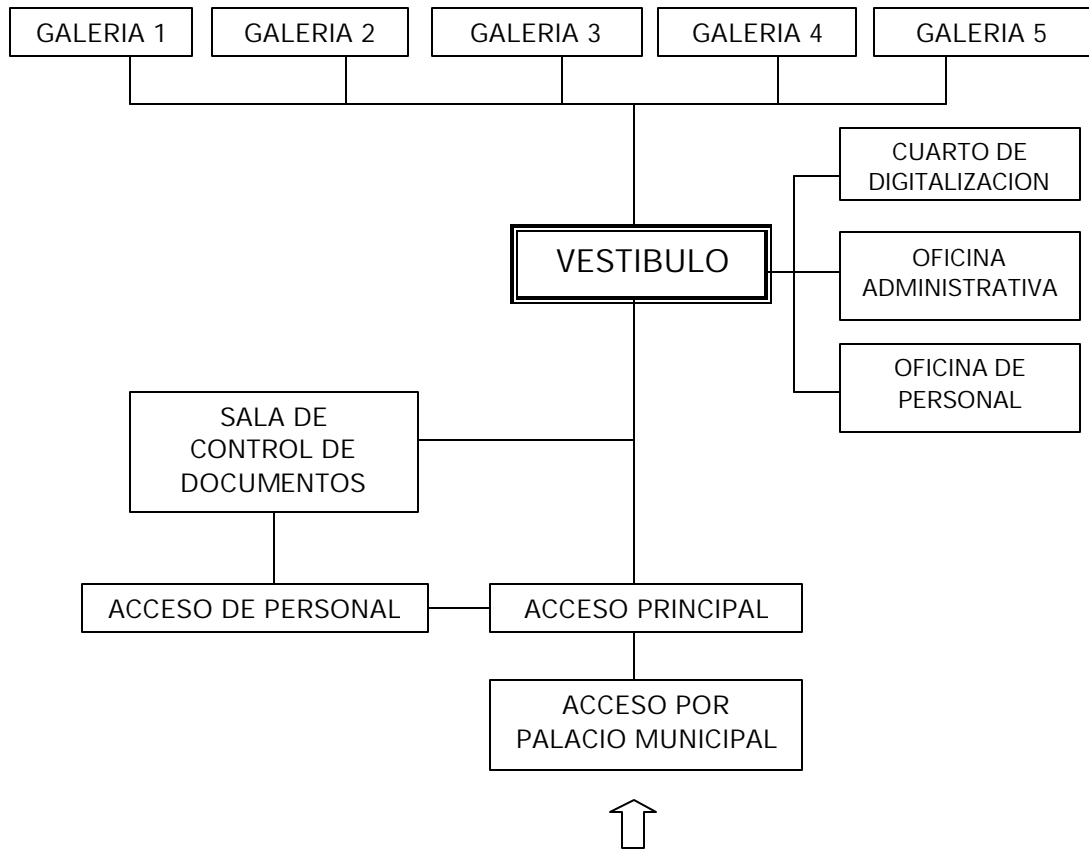 GALERIA 1
GALERIA 2
GALERIA 3
GALERIA 4
GALERIA 5
CUARTO DE
DIGITALIZACION
VESTIBULO
OFICINA
ADMINISTRATIVA
OFICINA DE
PERSONAL
SALA DE
CONTROL DE
DOCUMENTOS
ACCESO DE PERSONAL
ACCESO PRINCIPAL
ACCESO POR
PALACIO MUNICIPAL